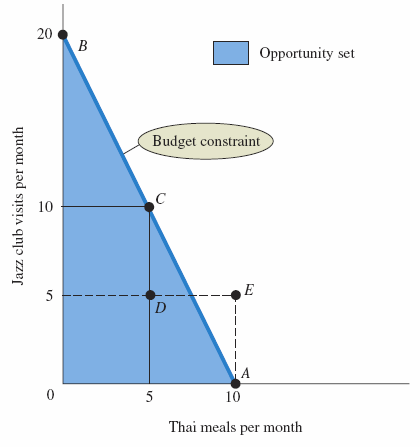 20
B
Opportunity set
Budget constraint
Jazz club visits per month
10
C
5
E
D
A
0
5
10
Thai meals per month